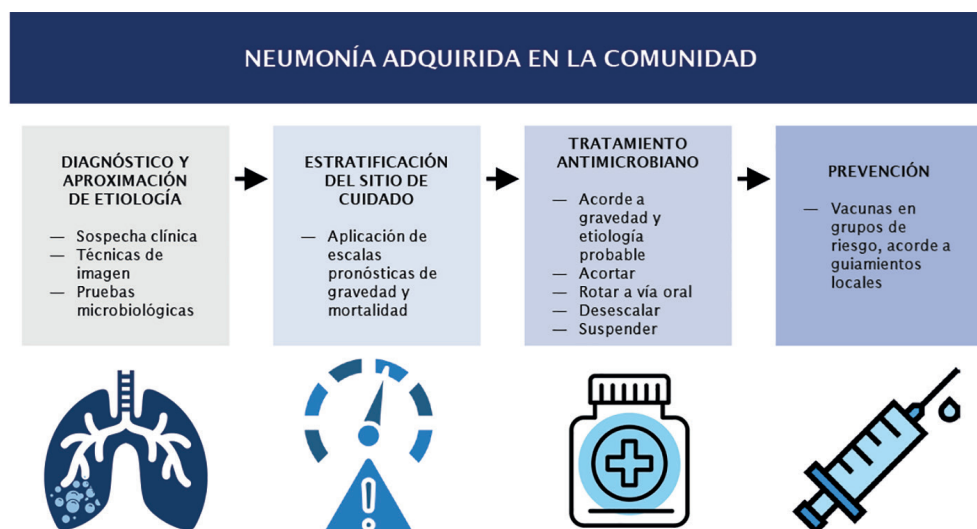 NEUMONÍA ADQUIRIDA EN LA COMUNIDAD
DIAGNÓSTICO Y
APROXIMACIÓN
DE ETIOLOGÍA
— Sospecha clínica
— Técnicas de
imagen
— Pruebas
microbiológicas
ESTRATIFICACIÓN
DEL SITIO DE
CUIDADO
— Aplicación de
escalas
pronósticas de
gravedad y
mortalidad
TRATAMIENTO
ANTIMICROBIANO
— Acorde a
gravedad y
etiología
probable
— Acortar
— Rotar a vía oral
— Desescalar
— Suspender
PREVENCIÓN
— Vacunas en
grupos de
riesgo, acorde a
guiamientos
locales